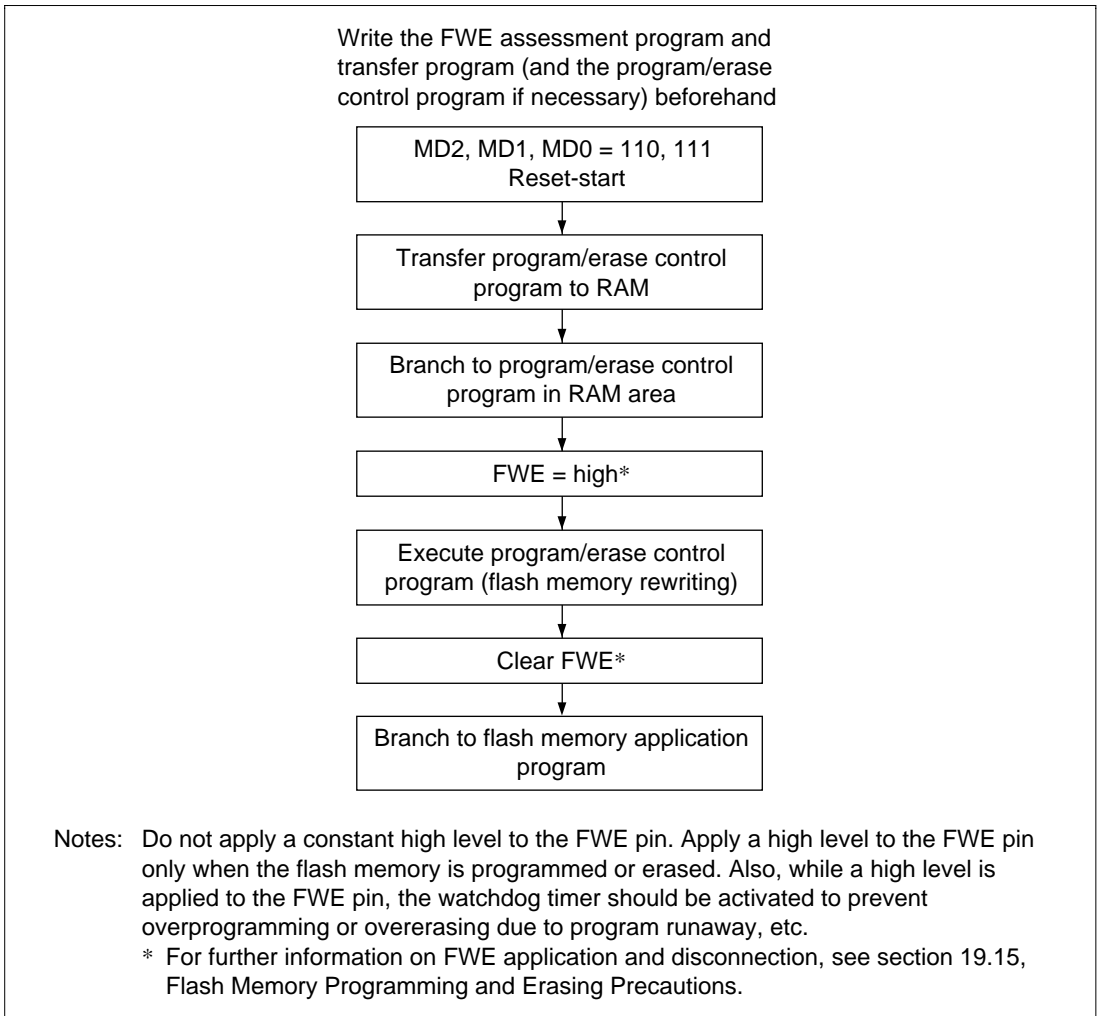 Write the FWE assessment program and
transfer program (and the program/erase
control program if necessary) beforehand
MD2, MD1, MD0 = 110, 111
Reset-start
Transfer program/erase control
program to RAM
Branch to program/erase control
program in RAM area
FWE = high*
Execute program/erase control
program (flash memory rewriting)
Clear FWE*
Branch to flash memory application
program
Notes: Do not apply a constant high level to the FWE pin. Apply a high level to the FWE pin
only when the flash memory is programmed or erased. Also, while a high level is
applied to the FWE pin, the watchdog timer should be activated to prevent
overprogramming or overerasing due to program runaway, etc.
* For further information on FWE application and disconnection, see section 19.15,
Flash Memory Programming and Erasing Precautions.